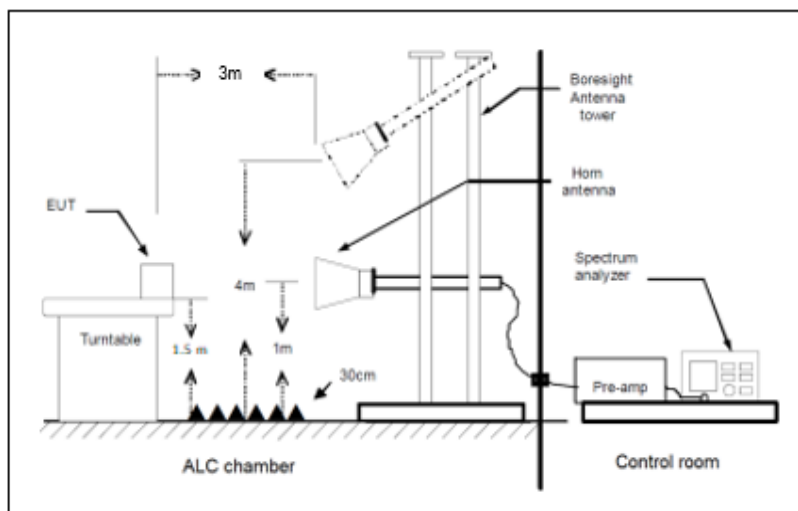 3m
Boresight
Antenna
tower
Horn
antenna
EUT
4m
Spectrum
analyzer
Turntable
1.5 m
1m
30cm
Pre-amp
ALC chamber
Control room